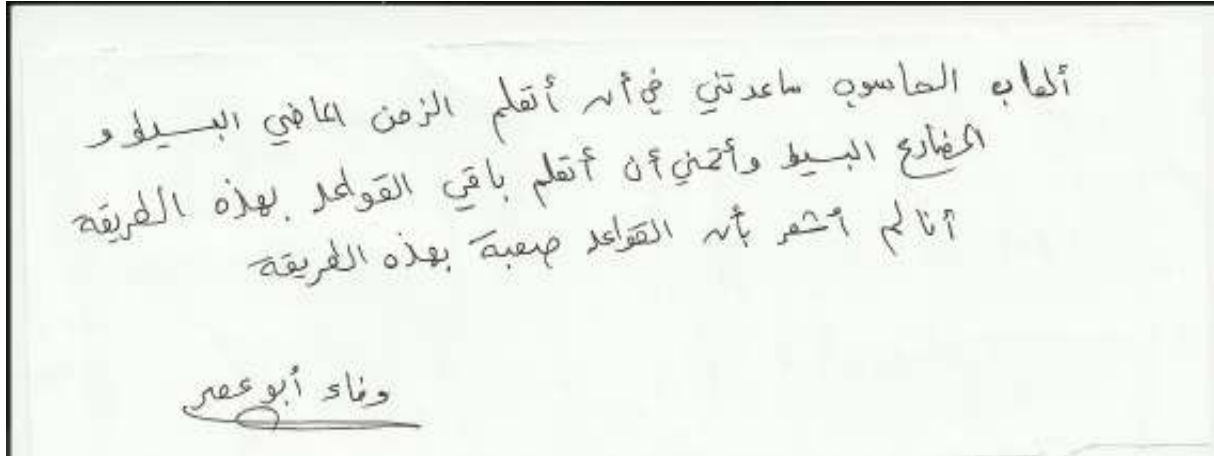 ألعاب الحاسوب ساعدتني في أن أتعلم الزمن الماضي البسيط و
المضارع البسيط وأتمنى أن أتعلم باقي القواعد بهذه الطريقة
أنا لم أشعر بأن القواعد صعبة بهذه الطريقة
وفاء أبو عصر